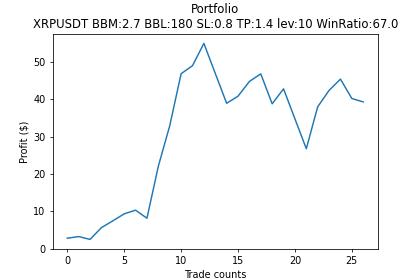 Portfolio
XRPUSDT BBM:2.7 BBL:180 SL:0.8 TP:1.4 lev:10 WinRatio:67.0
Profit ($)
50
40
30
20
10
0
0 5 10 15 20 25
Trade counts